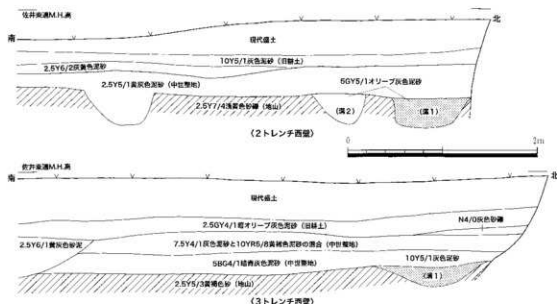 佐井東通M.H.高
南
北
現代盛土
10Y5/1灰色泥砂（旧耕土）
2.5Y6/2灰黄色泥砂
2.5Y5/1黄灰色泥砂（中世整地）
5GY5/1オリーブ灰色泥砂
2.5Y7/4浅黄色砂礫（地山）
（溝2）
（溝1）
（2トレンチ西壁）
0
2m
佐井東通M.H.高
南
北
現代盛土
2.5GY4/1暗オリーブ灰色泥砂（旧耕土）
N4/0灰色砂礫
2.5Y6/1黄灰色砂泥
7.5Y4/1灰色泥砂と10YR5/8黄褐色泥砂の混合（中世整地）
10Y5/1灰色泥砂
5BG4/1暗青灰色泥砂（中世整地）
（溝1）
2.5Y5/3黄褐色砂（地山）
（3トレンチ西壁）